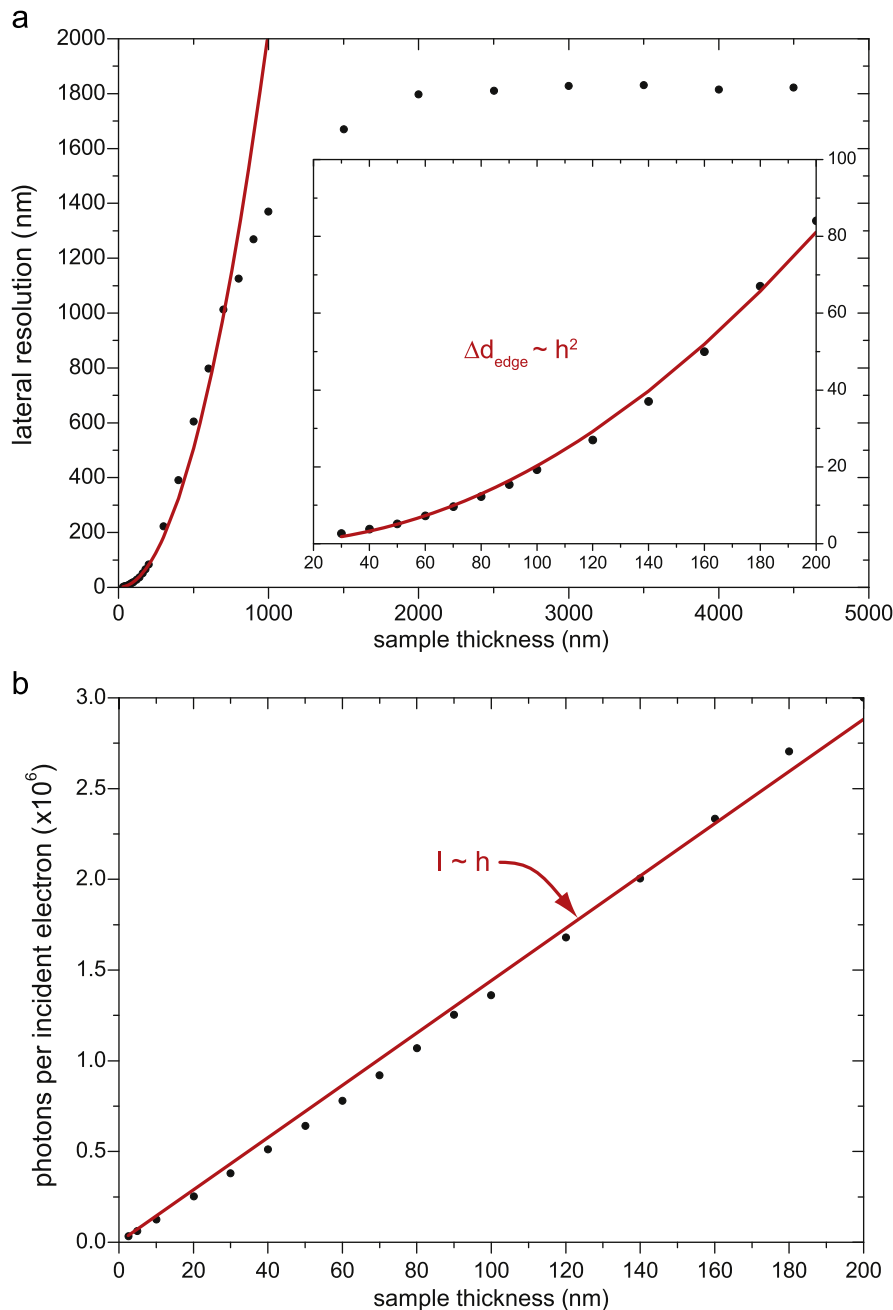 a
2000
1800
1600
1400
1200
1000
800
600
400
200
0
lateral resolution (nm)
100
80
60
40
20
0
Δd_edge ~ h²
20 40 60 80 100 120 140 160 180 200
0 1000 2000 3000 4000 5000
sample thickness (nm)
b
3.0
2.5
2.0
1.5
1.0
0.5
0.0
photons per incident electron (x10⁶)
I ~ h
0 20 40 60 80 100 120 140 160 180 200
sample thickness (nm)